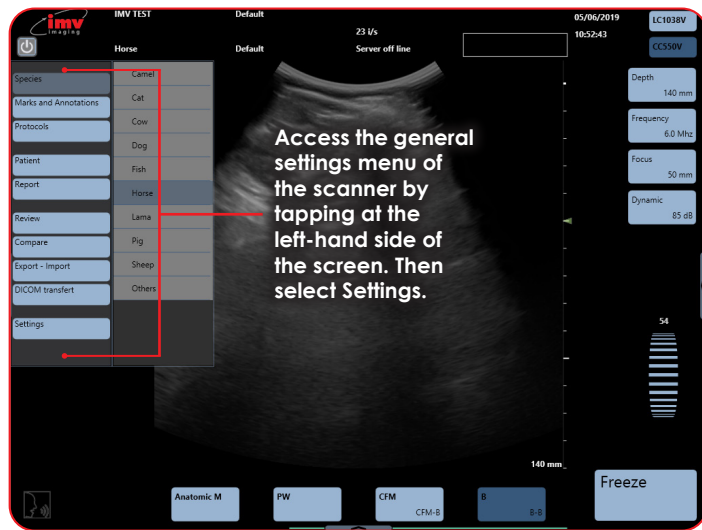 imv
imaging
IMV TEST
Default
05/06/2019
LC1038V
23 i/s
10:52:43
Horse
Default
Server off line
CC550V
Species
Marks and Annotations
Protocols
Patient
Report
Review
Compare
Export - Import
DICOM transfert
Settings
Camel
Cat
Cow
Dog
Fish
Horse
Lama
Pig
Sheep
Others
Access the general
settings menu of
the scanner by
tapping at the
left-hand side of
the screen. Then
select Settings.
Depth
140 mm
Frequency
6.0 Mhz
Focus
50 mm
Dynamic
85 dB
54
140 mm
Anatomic M
PW
CFM
CFM-B
B
B-B
Freeze